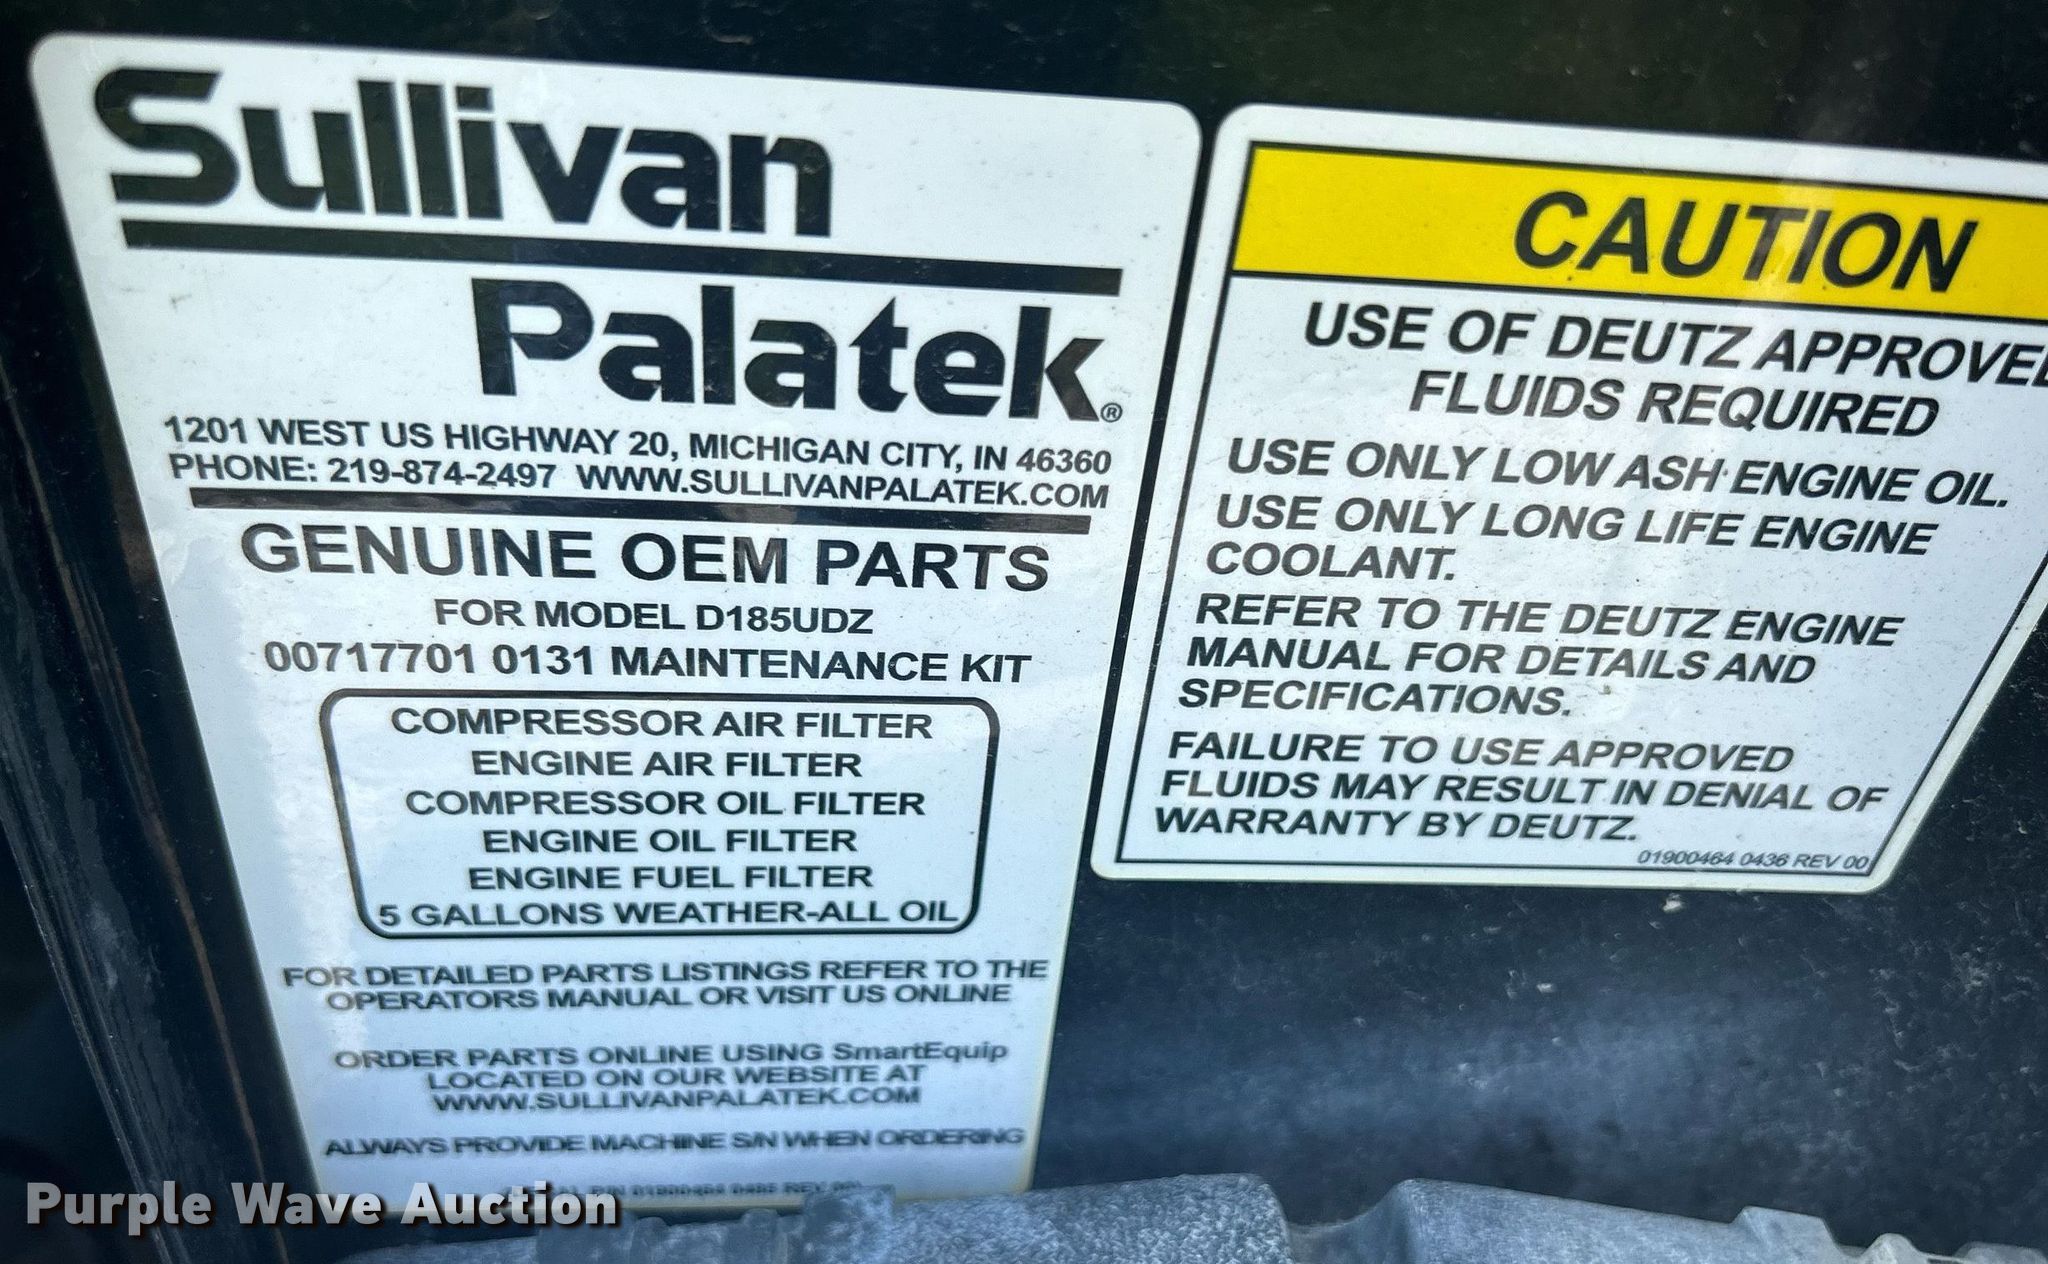 Sullivan
Palatek®
1201 WEST US HIGHWAY 20, MICHIGAN CITY, IN 46360
PHONE: 219-874-2497 WWW.SULLIVANPALATEK.COM
GENUINE OEM PARTS
FOR MODEL D185UDZ
00717701 0131 MAINTENANCE KIT
COMPRESSOR AIR FILTER
ENGINE AIR FILTER
COMPRESSOR OIL FILTER
ENGINE OIL FILTER
ENGINE FUEL FILTER
5 GALLONS WEATHER-ALL OIL
FOR DETAILED PARTS LISTINGS REFER TO THE
OPERATORS MANUAL OR VISIT US ONLINE
ORDER PARTS ONLINE USING SmartEquip
LOCATED ON OUR WEBSITE AT
WWW.SULLIVANPALATEK.COM
ALWAYS PROVIDE MACHINE S/N WHEN ORDERING
CAUTION
USE OF DEUTZ APPROVE
FLUIDS REQUIRED
USE ONLY LOW ASH ENGINE OIL.
USE ONLY LONG LIFE ENGINE
COOLANT.
REFER TO THE DEUTZ ENGINE
MANUAL FOR DETAILS AND
SPECIFICATIONS.
FAILURE TO USE APPROVED
FLUIDS MAY RESULT IN DENIAL OF
WARRANTY BY DEUTZ.
01900464 0436 REV 00
Purple Wave Auction